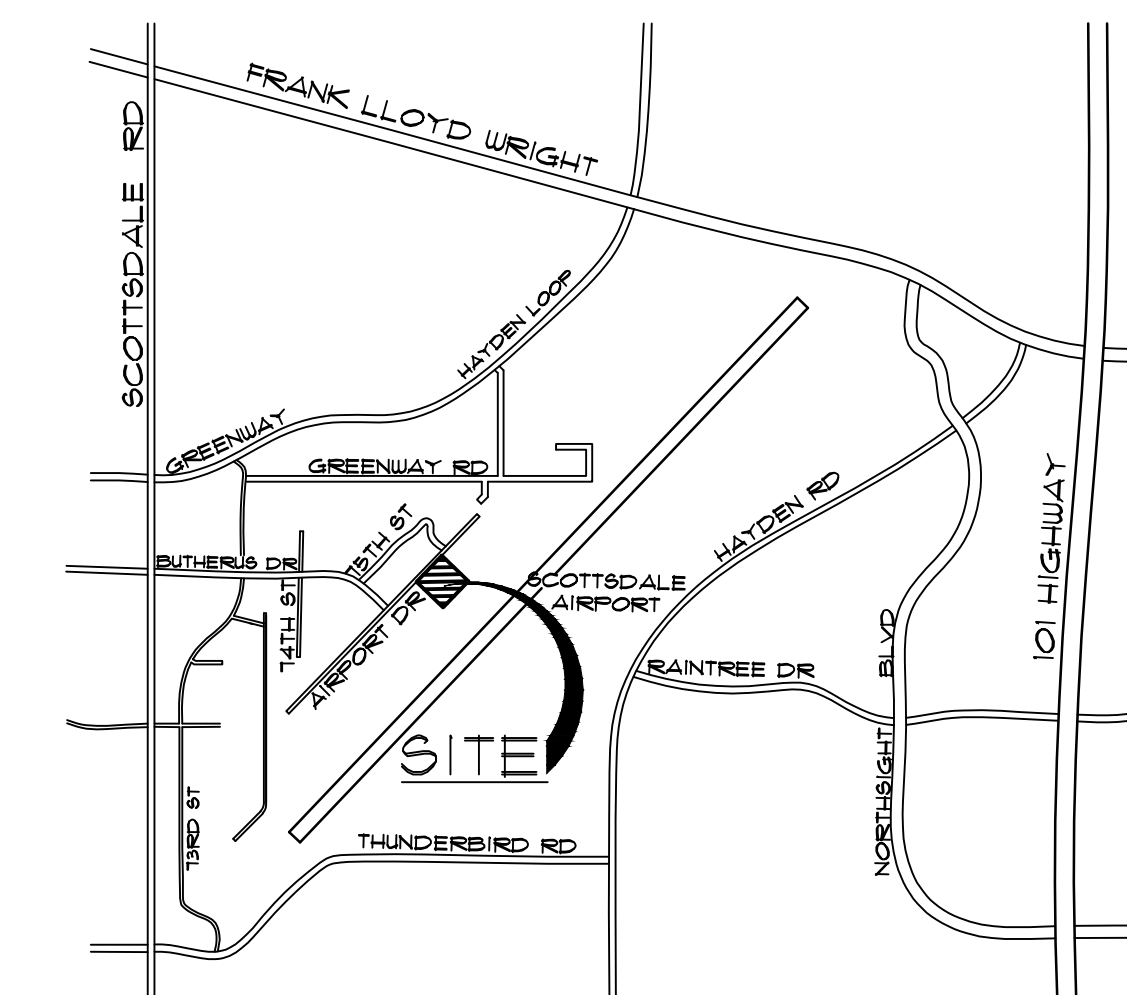 FRANK LLOYD WRIGHT
SCOTTSDALE RD
HAYDEN LOOP
GREENWAY
GREENWAY RD
HAYDEN RD
101 HIGHWAY
75TH ST
BUTHERUS DR
74TH ST
AIRPORT DR
SCOTTSDALE
AIRPORT
RAINTREE DR
NORTHSIGHT BLVD
SITE
73RD ST
THUNDERBIRD RD